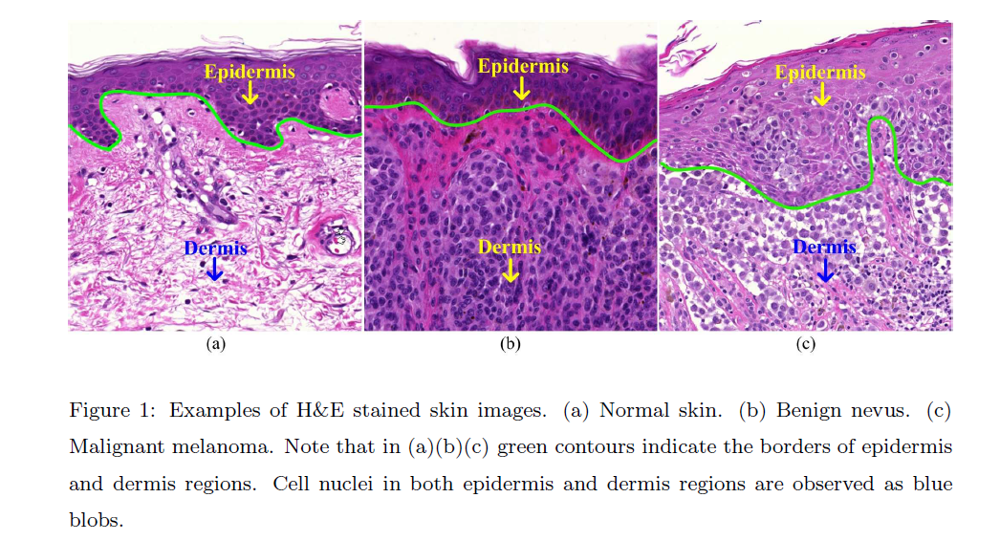 Epidermis
Dermis
Epidermis
Dermis
Epidermis
Dermis
(a)
(b)
(c)
Figure 1: Examples of H&E stained skin images. (a) Normal skin. (b) Benign nevus. (c)
Malignant melanoma. Note that in (a)(b)(c) green contours indicate the borders of epidermis
and dermis regions. Cell nuclei in both epidermis and dermis regions are observed as blue
blobs.